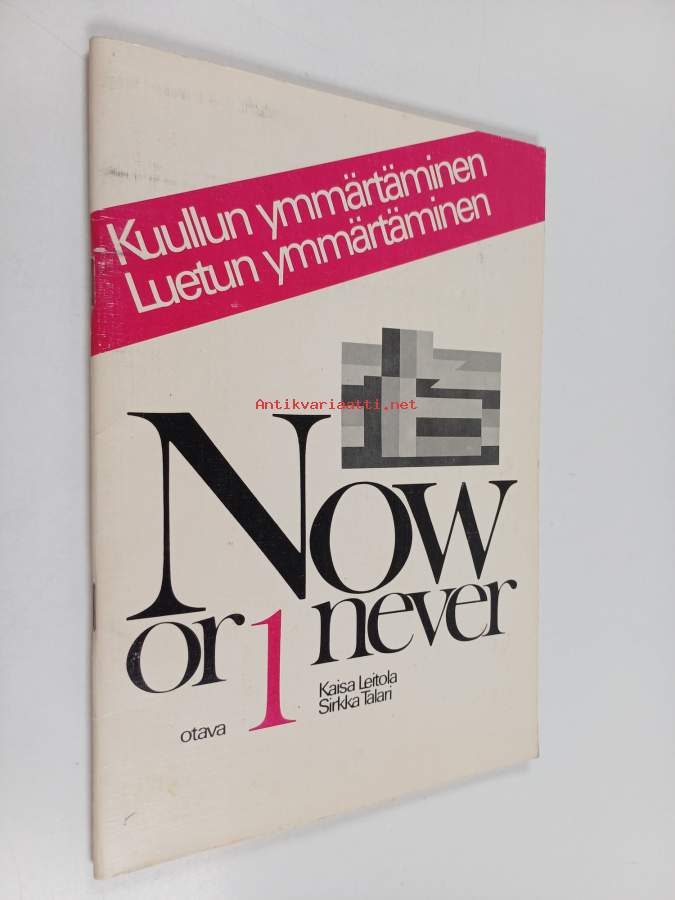 Kuullun ymmärtäminen
Luetun ymmärtäminen
Antikvariaatti.net
Now
or 1 never
Kaisa Leitola
Sirkka Talari
otava